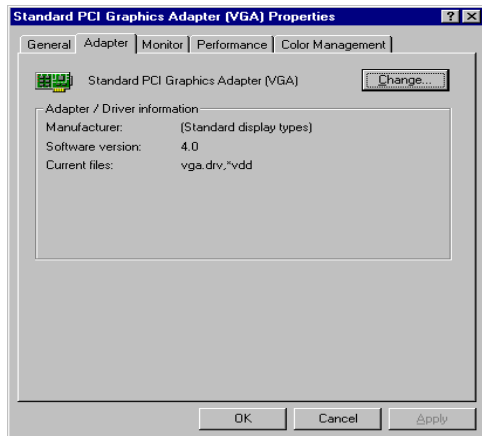 Standard PCI Graphics Adapter (VGA) Properties
General Adapter Monitor Performance Color Management
Standard PCI Graphics Adapter (VGA) Change...
Adapter / Driver information
Manufacturer: (Standard display types)
Software version: 4.0
Current files: vga.drv,*vdd
OK Cancel Apply